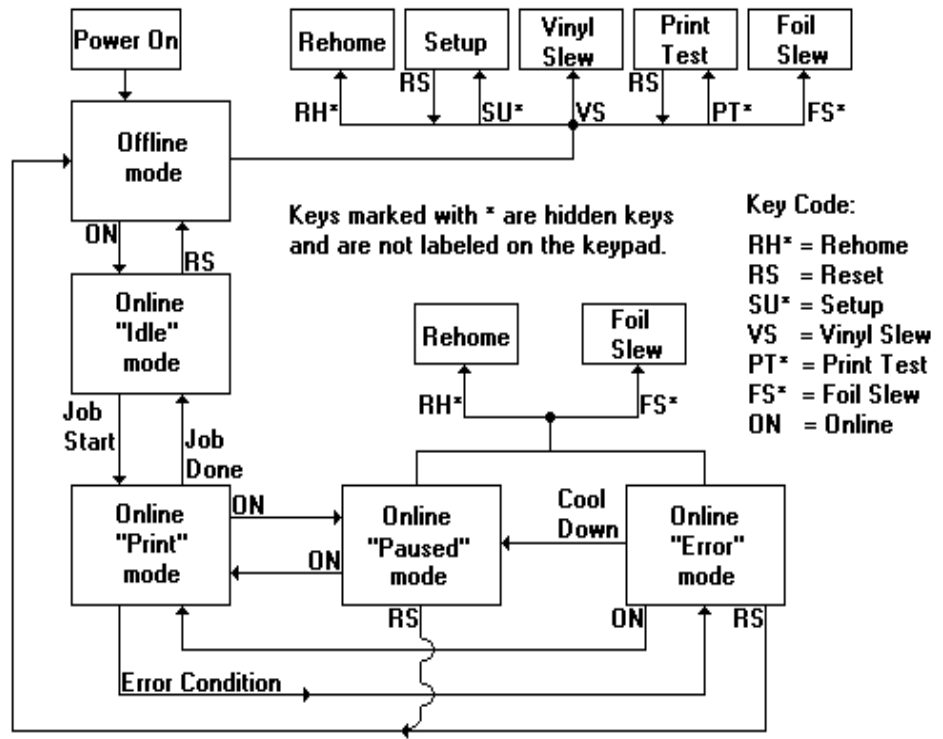 Power On
Rehome
Setup
Vinyl
Slew
Print
Test
Foil
Slew
RH*
RS
SU*
VS
RS
PT*
FS*
Offline
mode
Keys marked with * are hidden keys
and are not labeled on the keypad.
Key Code:
RH* = Rehome
RS = Reset
SU* = Setup
VS = Vinyl Slew
PT* = Print Test
FS* = Foil Slew
ON = Online
ON
RS
Online
"Idle"
mode
Rehome
Foil
Slew
RH*
FS*
Job
Start
Job
Done
Online
"Print"
mode
ON
ON
Online
"Paused"
mode
Cool
Down
Online
"Error"
mode
RS
ON
RS
Error Condition